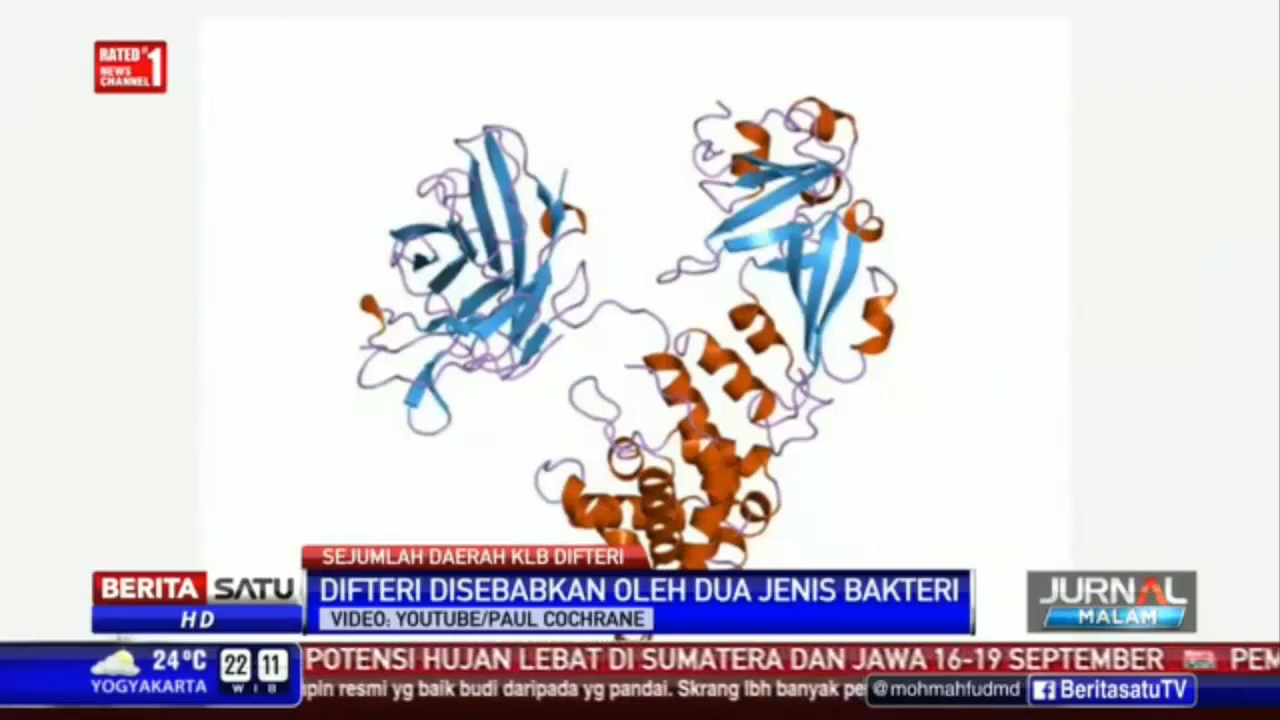 RATED #1
NEWS
CHANNEL
SEJUMLAH DAERAH KLB DIFTERI
BERITA SATU
HD
DIFTERI DISEBABKAN OLEH DUA JENIS BAKTERI
VIDEO: YOUTUBE/PAUL COCHRANE
JURNAL
MALAM
24°C
YOGYAKARTA
22 11
WIB
POTENSI HUJAN LEBAT DI SUMATERA DAN JAWA 16-19 SEPTEMBER PEM
pin resmi yg baik budi daripada yg pandai. Skrang lbh banyak pe
@mohmahfudmd
BeritasatuTV